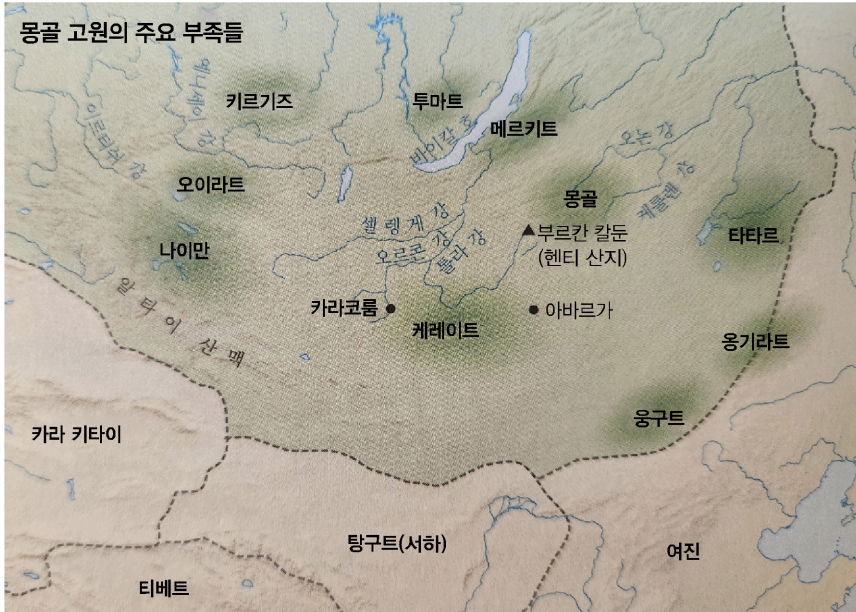 몽골 고원의 주요 부족들
예니세이 강
이르티쉬 강
키르기즈
투마트
바이칼 호
메르키트
오논 강
케룰렌 강
오이라트
몽골
셀렝게 강
오르콘 강
톨라 강
나이만
부르칸 칼둔
(헨티 산지)
타타르
알타이 산맥
카라코룸
케레이트
아바르가
옹기라트
웅구트
카라 키타이
탕구트(서하)
여진
티베트